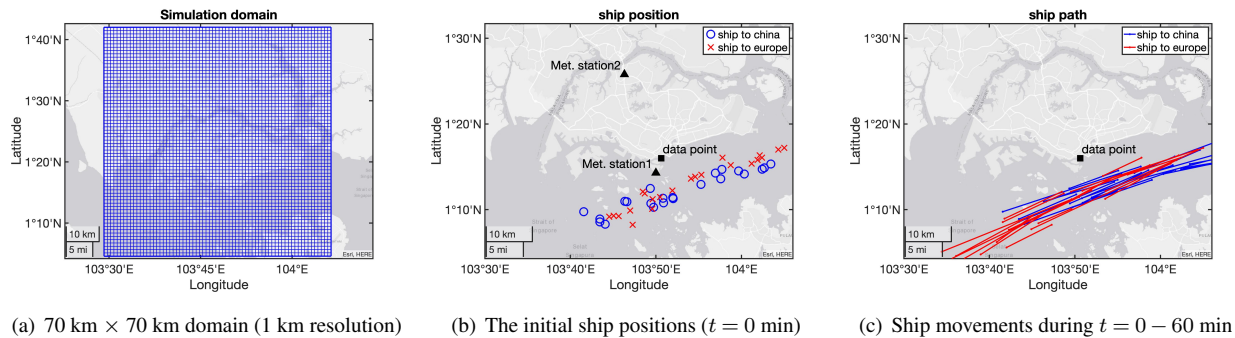 Simulation domain
1°40'N
1°30'N
1°20'N
1°10'N
Latitude
10 km
5 mi
Esri, HERE
103°30'E
103°45'E
104°E
Longitude
(a) 70 km × 70 km domain (1 km resolution)
ship position
ship to china
ship to europe
1°30'N
1°20'N
1°10'N
Latitude
Met. station2
data point
Met. station1
Strait of
Singapore
Selat
Singapura
10 km
5 mi
Esri, HERE
103°40'E
103°50'E
104°E
Longitude
(b) The initial ship positions (t = 0 min)
ship path
ship to china
ship to europe
1°30'N
1°20'N
1°10'N
Latitude
data point
10 km
5 mi
Esri, HERE
103°40'E
103°50'E
104°E
Longitude
(c) Ship movements during t = 0 − 60 min